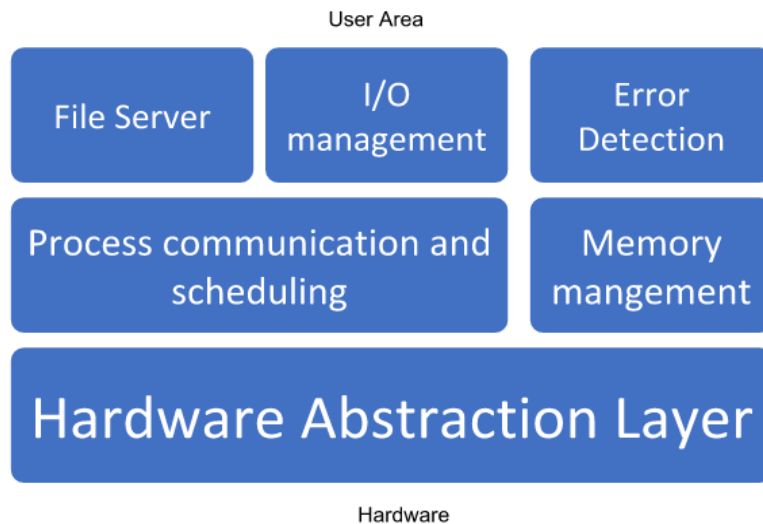 User Area
File Server
I/O
management
Error
Detection
Process communication and
scheduling
Memory
mangement
Hardware Abstraction Layer
Hardware